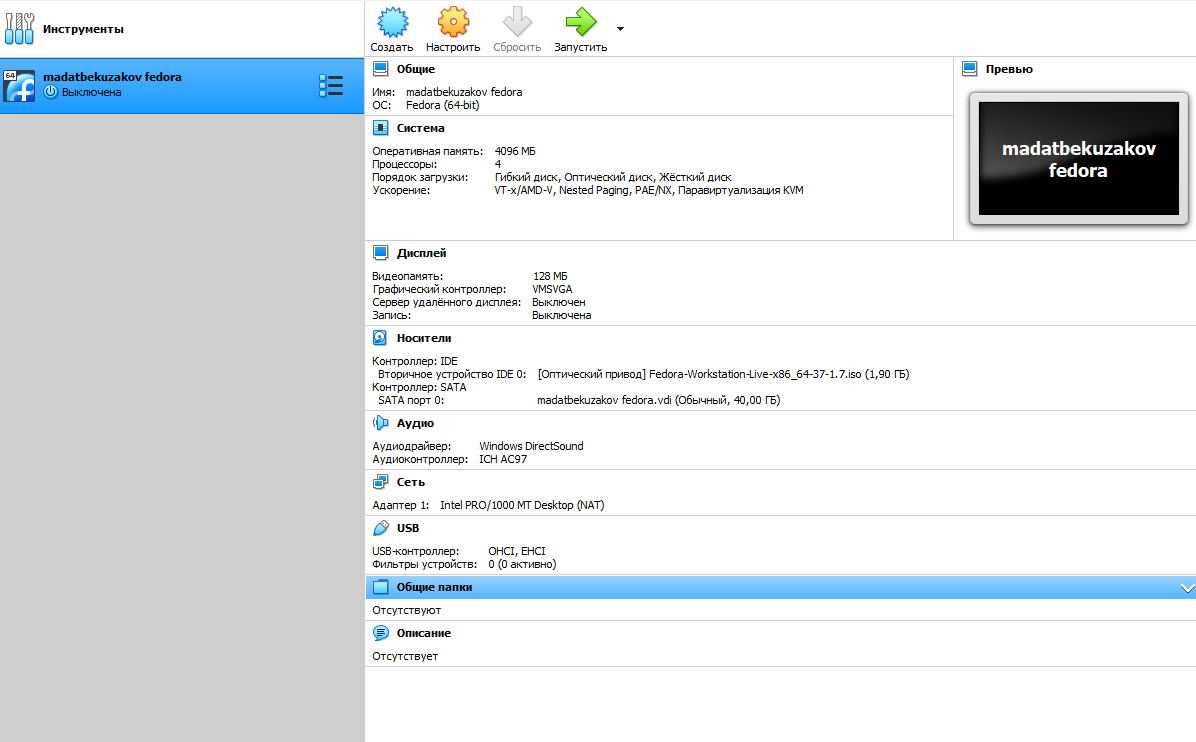 Инструменты
Создать Настроить Сбросить Запустить
64
madatbekuzakov fedora
Выключена
Общие
Имя: madatbekuzakov fedora
ОС: Fedora (64-bit)
Превью
madatbekuzakov
fedora
Система
Оперативная память: 4096 МБ
Процессоры: 4
Порядок загрузки: Гибкий диск, Оптический диск, Жёсткий диск
Ускорение: VT-x/AMD-V, Nested Paging, PAE/NX, Паравиртуализация KVM
Дисплей
Видеопамять: 128 МБ
Графический контроллер: VMSVGA
Сервер удалённого дисплея: Выключен
Запись: Выключена
Носители
Контроллер: IDE
Вторичное устройство IDE 0: [Оптический привод] Fedora-Workstation-Live-x86_64-37-1.7.iso (1,90 ГБ)
Контроллер: SATA
SATA порт 0: madatbekuzakov fedora.vdi (Обычный, 40,00 ГБ)
Аудио
Аудиодрайвер: Windows DirectSound
Аудиоконтроллер: ICH AC97
Сеть
Адаптер 1: Intel PRO/1000 MT Desktop (NAT)
USB
USB-контроллер: OHCI, EHCI
Фильтры устройств: 0 (0 активно)
Общие папки
Отсутствуют
Описание
Отсутствует